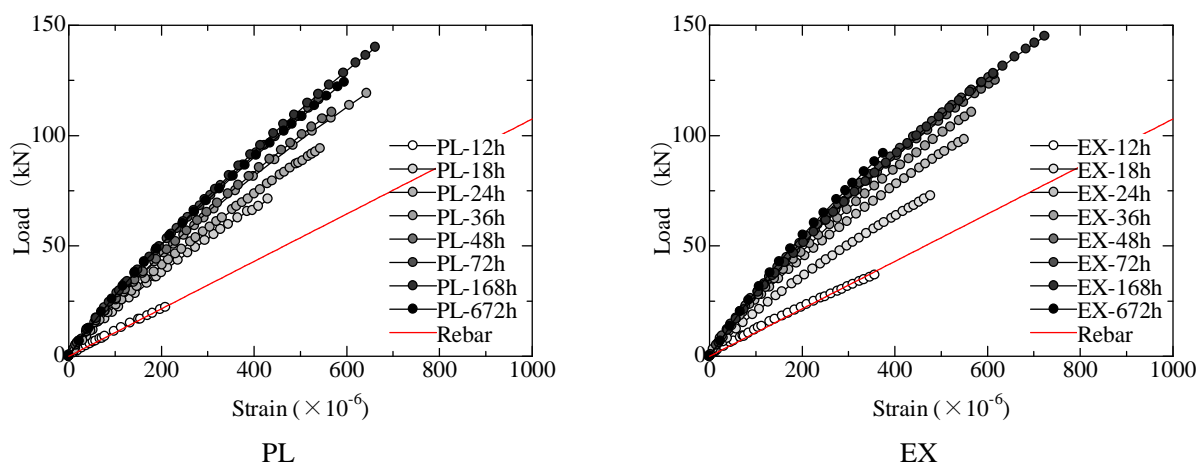 150
100
50
0
Load (kN)
PL-12h
PL-18h
PL-24h
PL-36h
PL-48h
PL-72h
PL-168h
PL-672h
Rebar
0 200 400 600 800 1000
Strain (×10⁻⁶)
PL
150
100
50
0
Load (kN)
EX-12h
EX-18h
EX-24h
EX-36h
EX-48h
EX-72h
EX-168h
EX-672h
Rebar
0 200 400 600 800 1000
Strain (×10⁻⁶)
EX